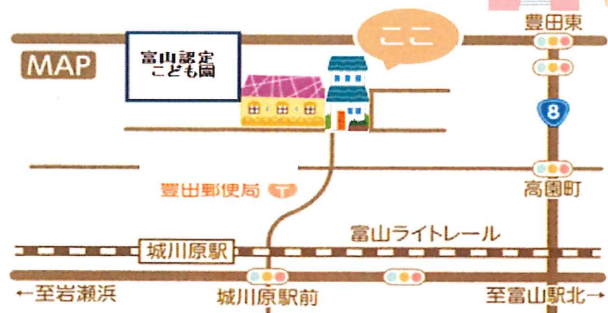 豊田東
ここ
MAP
富山認定
こども園
8
高園町
豊田郵便局
富山ライトレール
城川原駅
←至岩瀬浜
城川原駅前
至富山駅北→